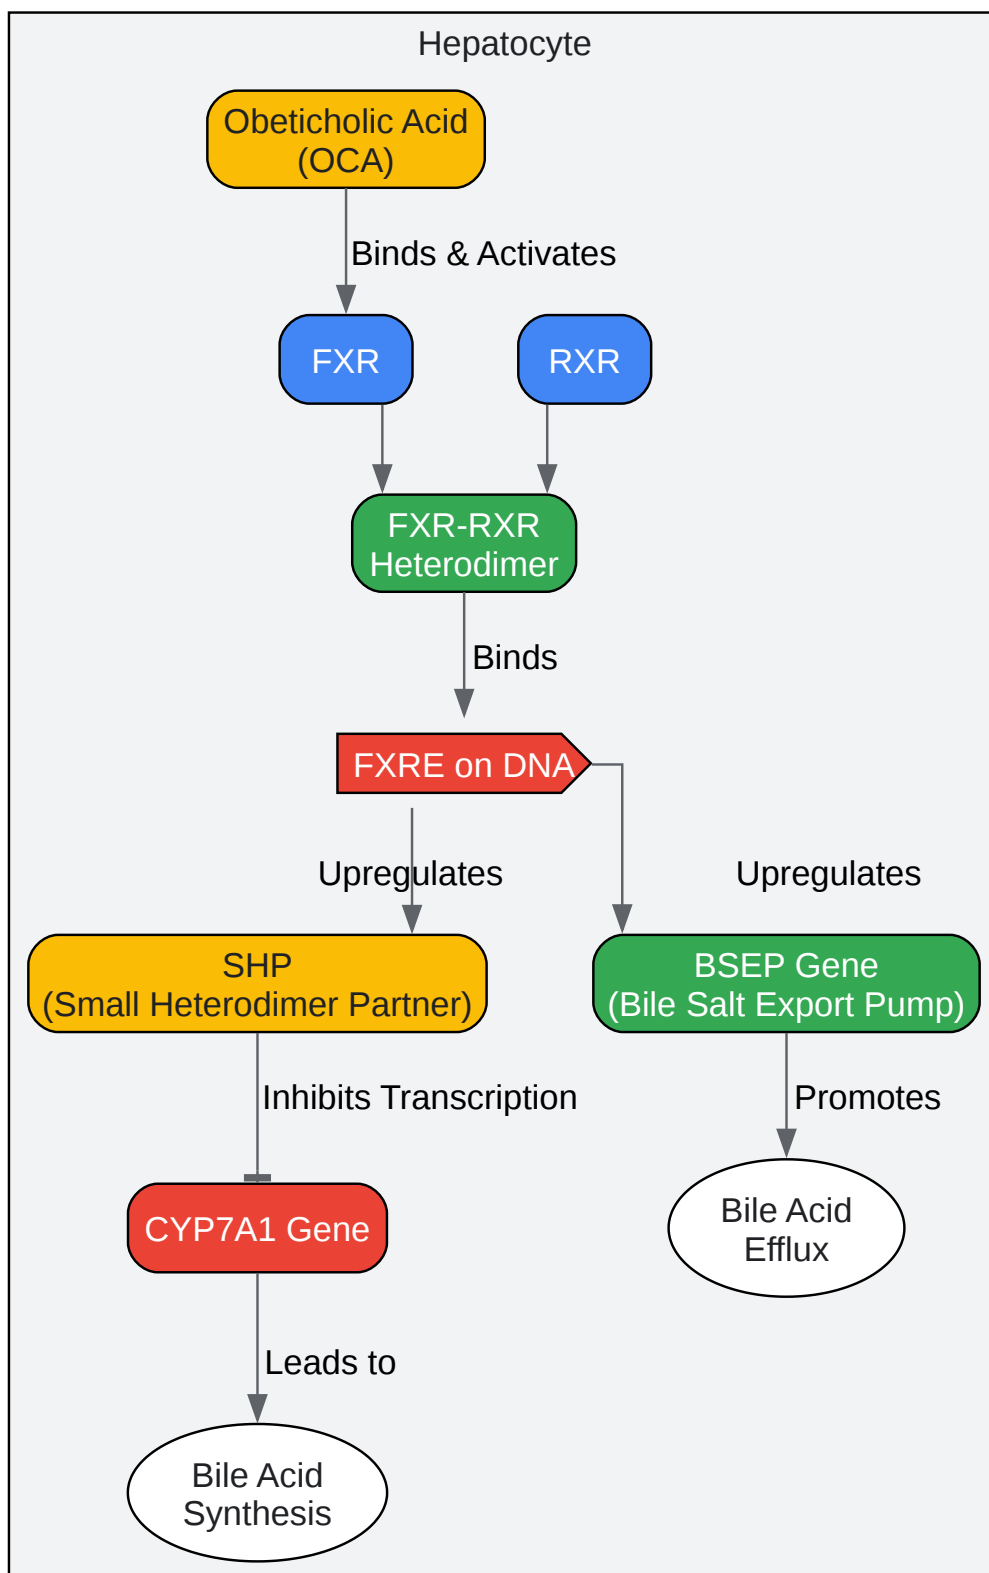 Hepatocyte
Obeticholic Acid
(OCA)
Binds & Activates
FXR
RXR
FXR-RXR
Heterodimer
Binds
FXRE on DNA
Upregulates
Upregulates
SHP
(Small Heterodimer Partner)
BSEP Gene
(Bile Salt Export Pump)
Inhibits Transcription
Promotes
CYP7A1 Gene
Bile Acid
Efflux
Leads to
Bile Acid
Synthesis